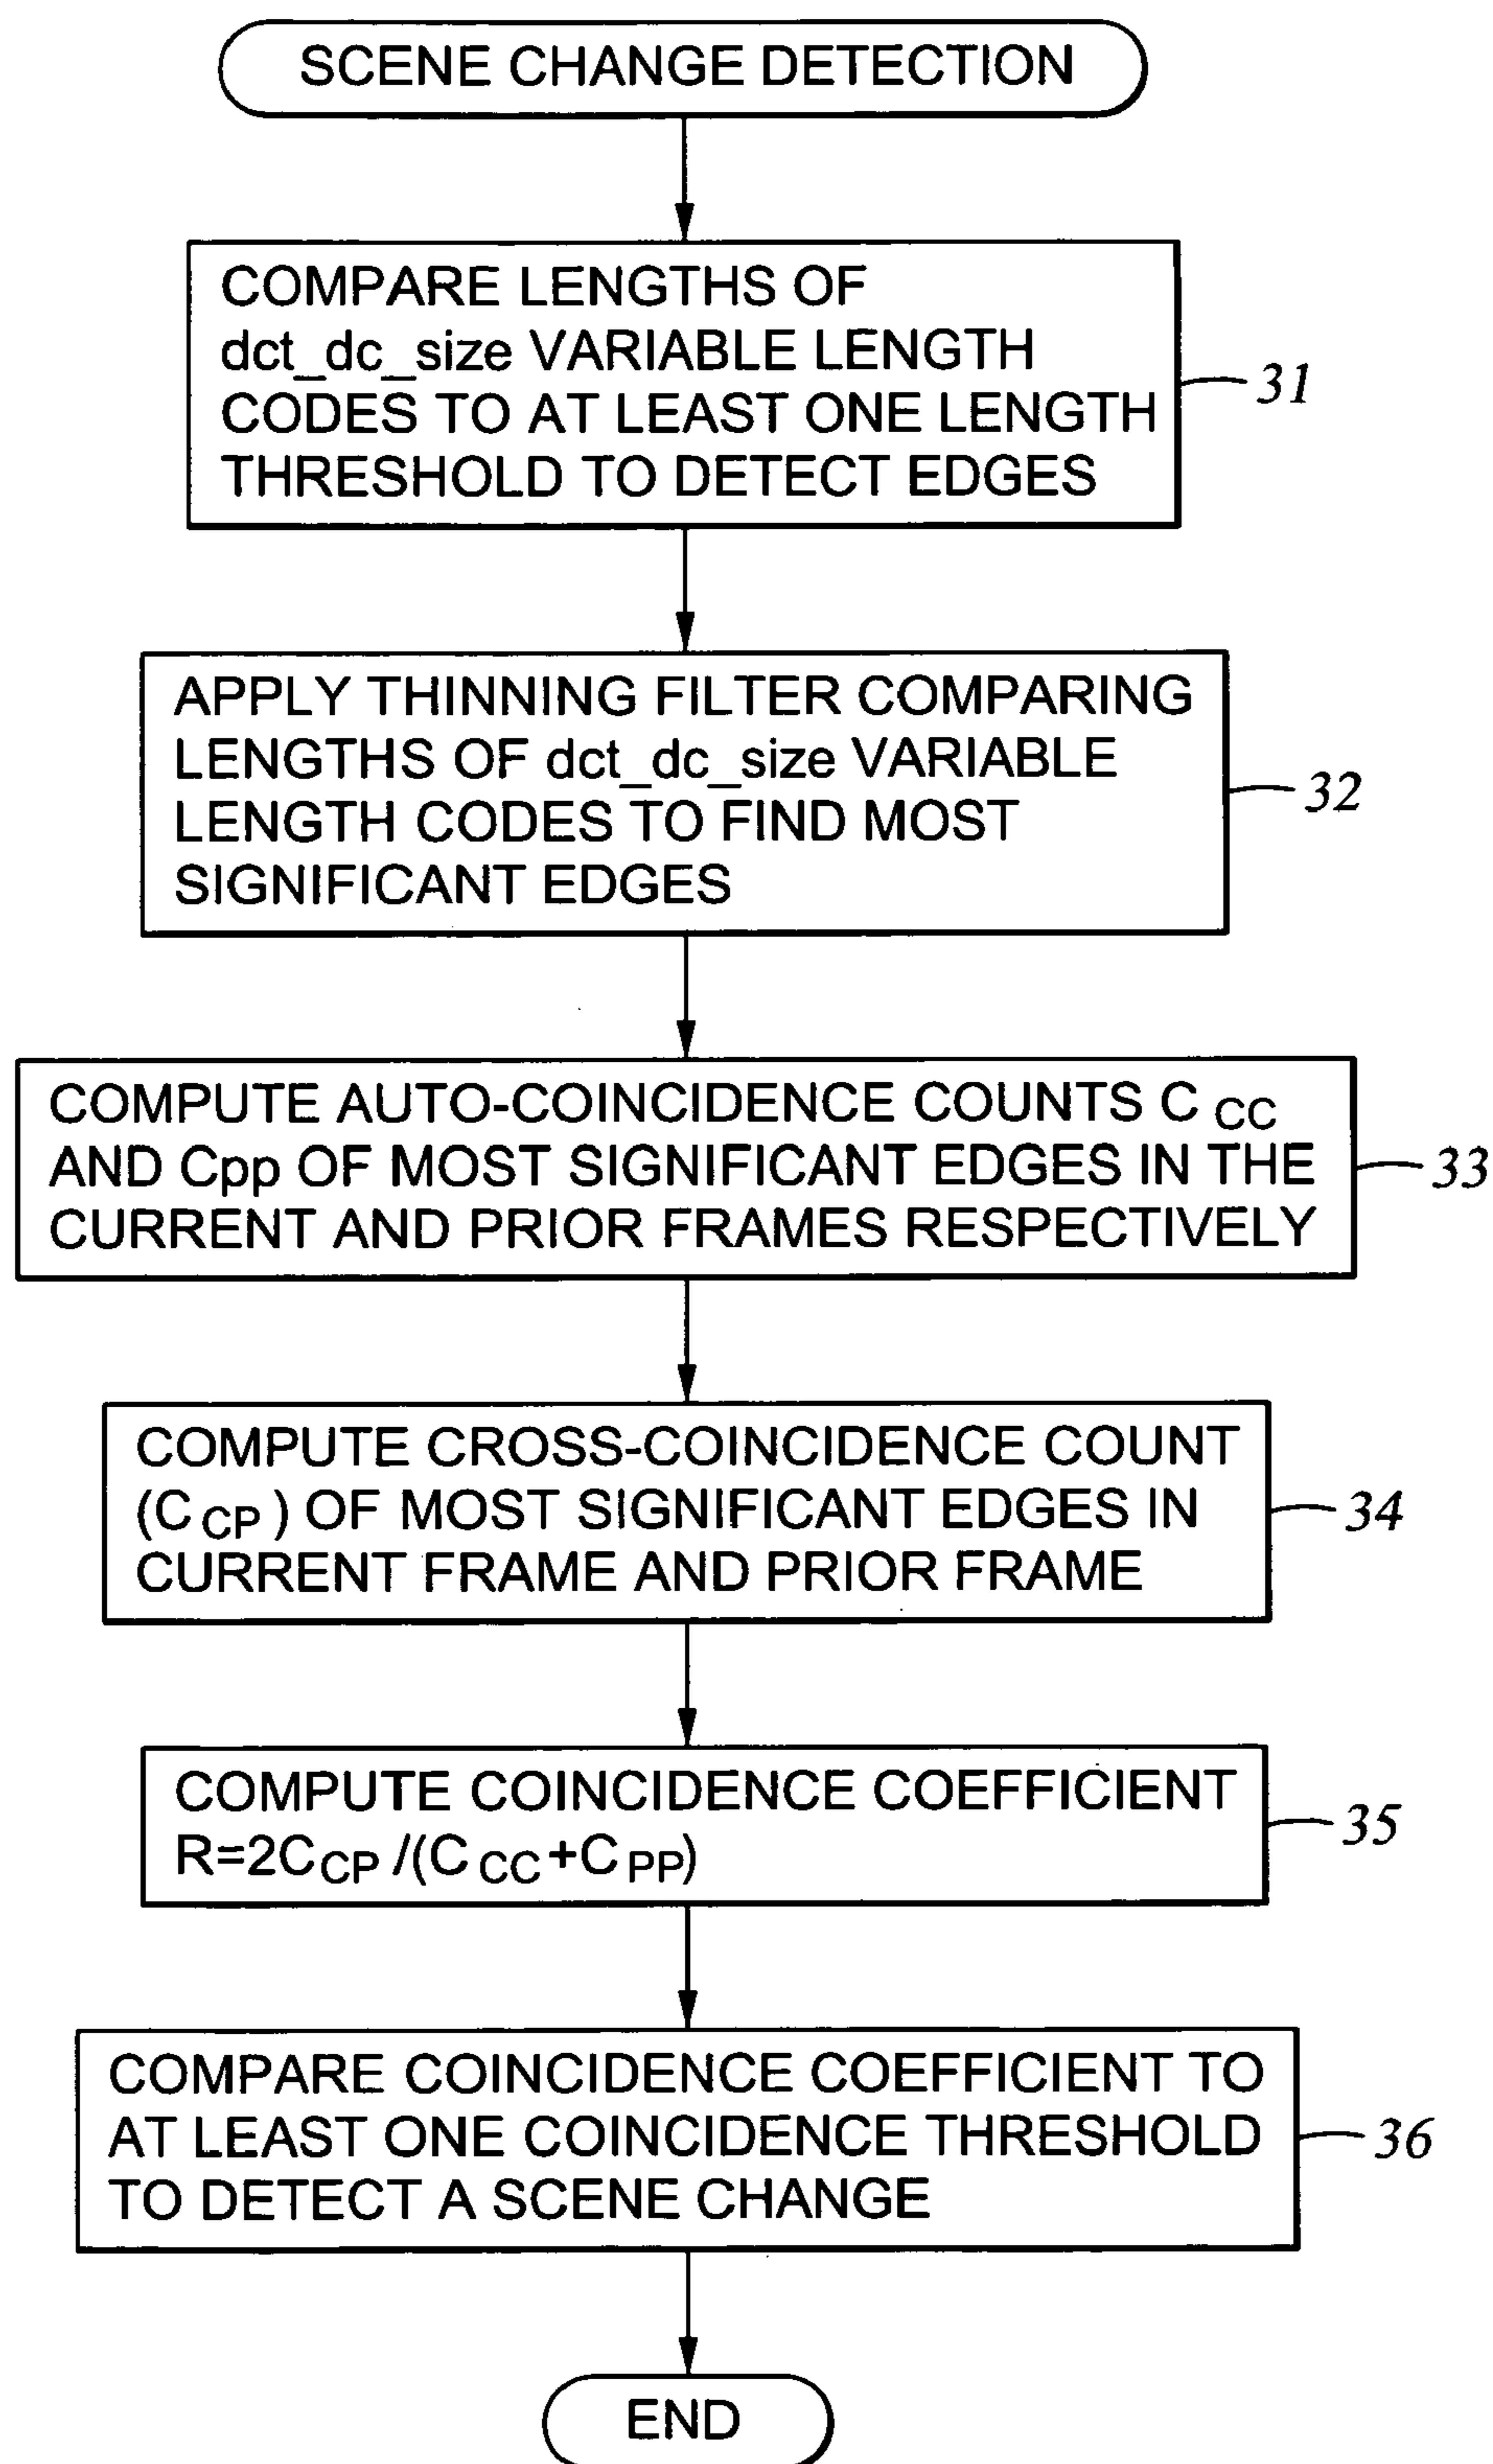 SCENE CHANGE DETECTION
COMPARE LENGTHS OF
dct_dc_size VARIABLE LENGTH
CODES TO AT LEAST ONE LENGTH
THRESHOLD TO DETECT EDGES
31
APPLY THINNING FILTER COMPARING
LENGTHS OF dct_dc_size VARIABLE
LENGTH CODES TO FIND MOST
SIGNIFICANT EDGES
32
COMPUTE AUTO-COINCIDENCE COUNTS C CC
AND Cpp OF MOST SIGNIFICANT EDGES IN THE
CURRENT AND PRIOR FRAMES RESPECTIVELY
33
COMPUTE CROSS-COINCIDENCE COUNT
(C CP ) OF MOST SIGNIFICANT EDGES IN
CURRENT FRAME AND PRIOR FRAME
34
COMPUTE COINCIDENCE COEFFICIENT
R=2CCP /(C CC+C PP)
35
COMPARE COINCIDENCE COEFFICIENT TO
AT LEAST ONE COINCIDENCE THRESHOLD
TO DETECT A SCENE CHANGE
36
END